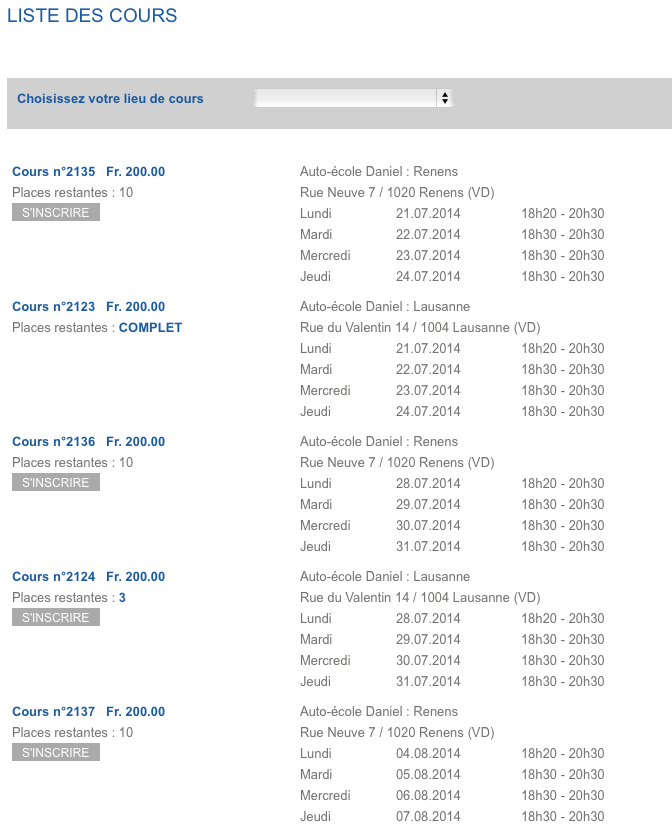 LISTE DES COURS
Choisissez votre lieu de cours
Cours n°2135 Fr. 200.00 Auto-école Daniel : Renens
Places restantes : 10 Rue Neuve 7 / 1020 Renens (VD)
S'INSCRIRE Lundi 21.07.2014 18h20 - 20h30
Mardi 22.07.2014 18h30 - 20h30
Mercredi 23.07.2014 18h30 - 20h30
Jeudi 24.07.2014 18h30 - 20h30
Cours n°2123 Fr. 200.00 Auto-école Daniel : Lausanne
Places restantes : COMPLET Rue du Valentin 14 / 1004 Lausanne (VD)
Lundi 21.07.2014 18h20 - 20h30
Mardi 22.07.2014 18h30 - 20h30
Mercredi 23.07.2014 18h30 - 20h30
Jeudi 24.07.2014 18h30 - 20h30
Cours n°2136 Fr. 200.00 Auto-école Daniel : Renens
Places restantes : 10 Rue Neuve 7 / 1020 Renens (VD)
S'INSCRIRE Lundi 28.07.2014 18h20 - 20h30
Mardi 29.07.2014 18h30 - 20h30
Mercredi 30.07.2014 18h30 - 20h30
Jeudi 31.07.2014 18h30 - 20h30
Cours n°2124 Fr. 200.00 Auto-école Daniel : Lausanne
Places restantes : 3 Rue du Valentin 14 / 1004 Lausanne (VD)
S'INSCRIRE Lundi 28.07.2014 18h20 - 20h30
Mardi 29.07.2014 18h30 - 20h30
Mercredi 30.07.2014 18h30 - 20h30
Jeudi 31.07.2014 18h30 - 20h30
Cours n°2137 Fr. 200.00 Auto-école Daniel : Renens
Places restantes : 10 Rue Neuve 7 / 1020 Renens (VD)
S'INSCRIRE Lundi 04.08.2014 18h20 - 20h30
Mardi 05.08.2014 18h30 - 20h30
Mercredi 06.08.2014 18h30 - 20h30
Jeudi 07.08.2014 18h30 - 20h30